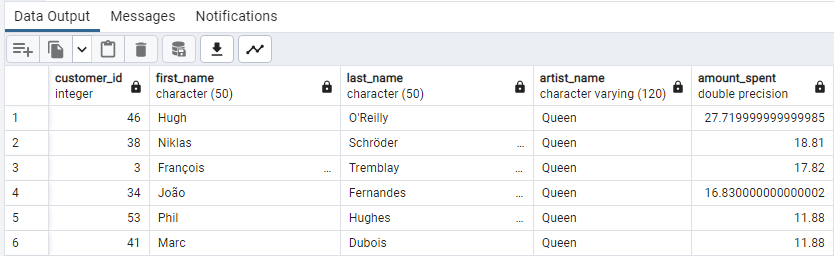 Data Output Messages Notifications
customer_id first_name last_name artist_name amount_spent
integer character (50) character (50) character varying (120) double precision
1 46 Hugh O'Reilly Queen 27.719999999999985
2 38 Niklas Schröder ... Queen 18.81
3 3 François ... Tremblay ... Queen 17.82
4 34 João Fernandes ... Queen 16.830000000000002
5 53 Phil Hughes ... Queen 11.88
6 41 Marc Dubois Queen 11.88